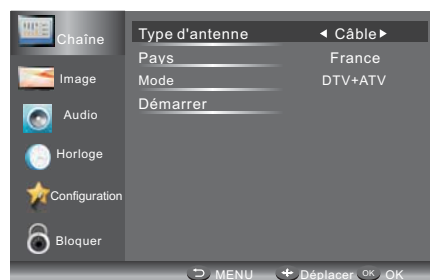 Chaîne
Image
Audio
Horloge
Configuration
Bloquer
Type d'antenne Câble
Pays France
Mode DTV+ATV
Démarrer
MENU Déplacer OK OK